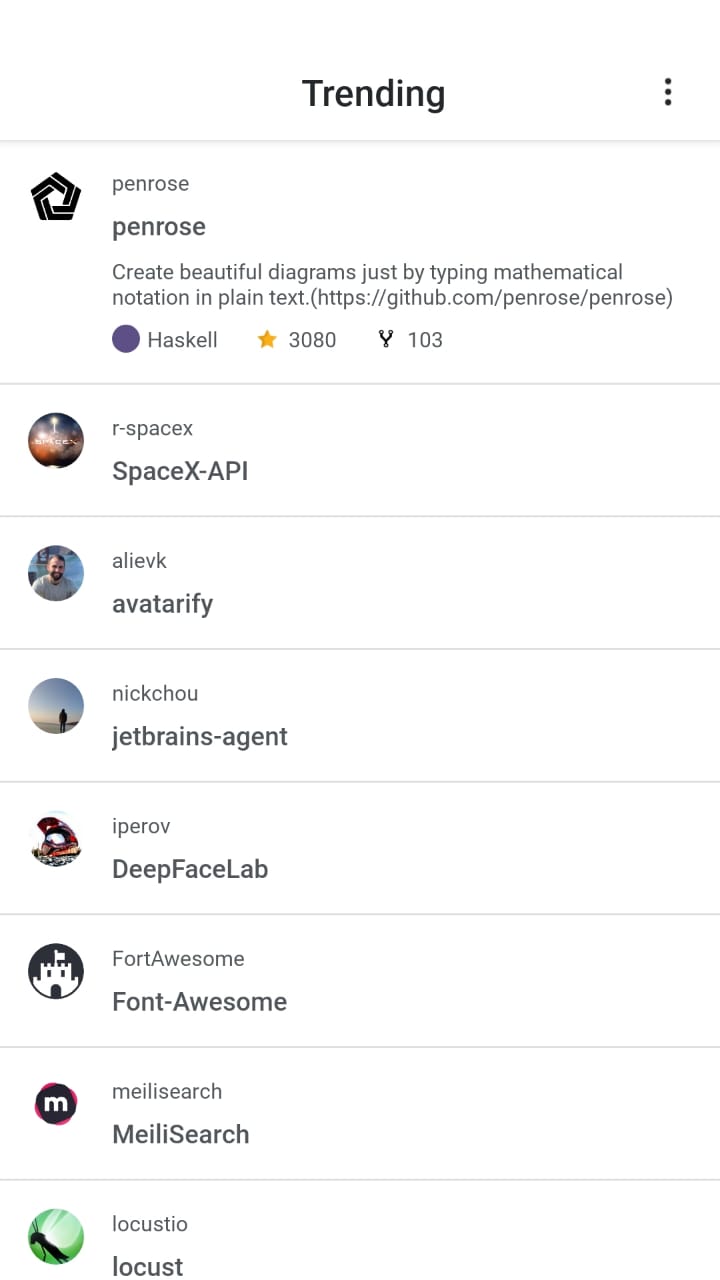 Trending
penrose
penrose
Create beautiful diagrams just by typing mathematical
notation in plain text.(https://github.com/penrose/penrose)
Haskell 3080 103
r-spacex
SPACEX
SpaceX-API
alievk
avatarify
nickchou
jetbrains-agent
iperov
DeepFaceLab
FortAwesome
Font-Awesome
meilisearch
m
MeiliSearch
locustio
locust